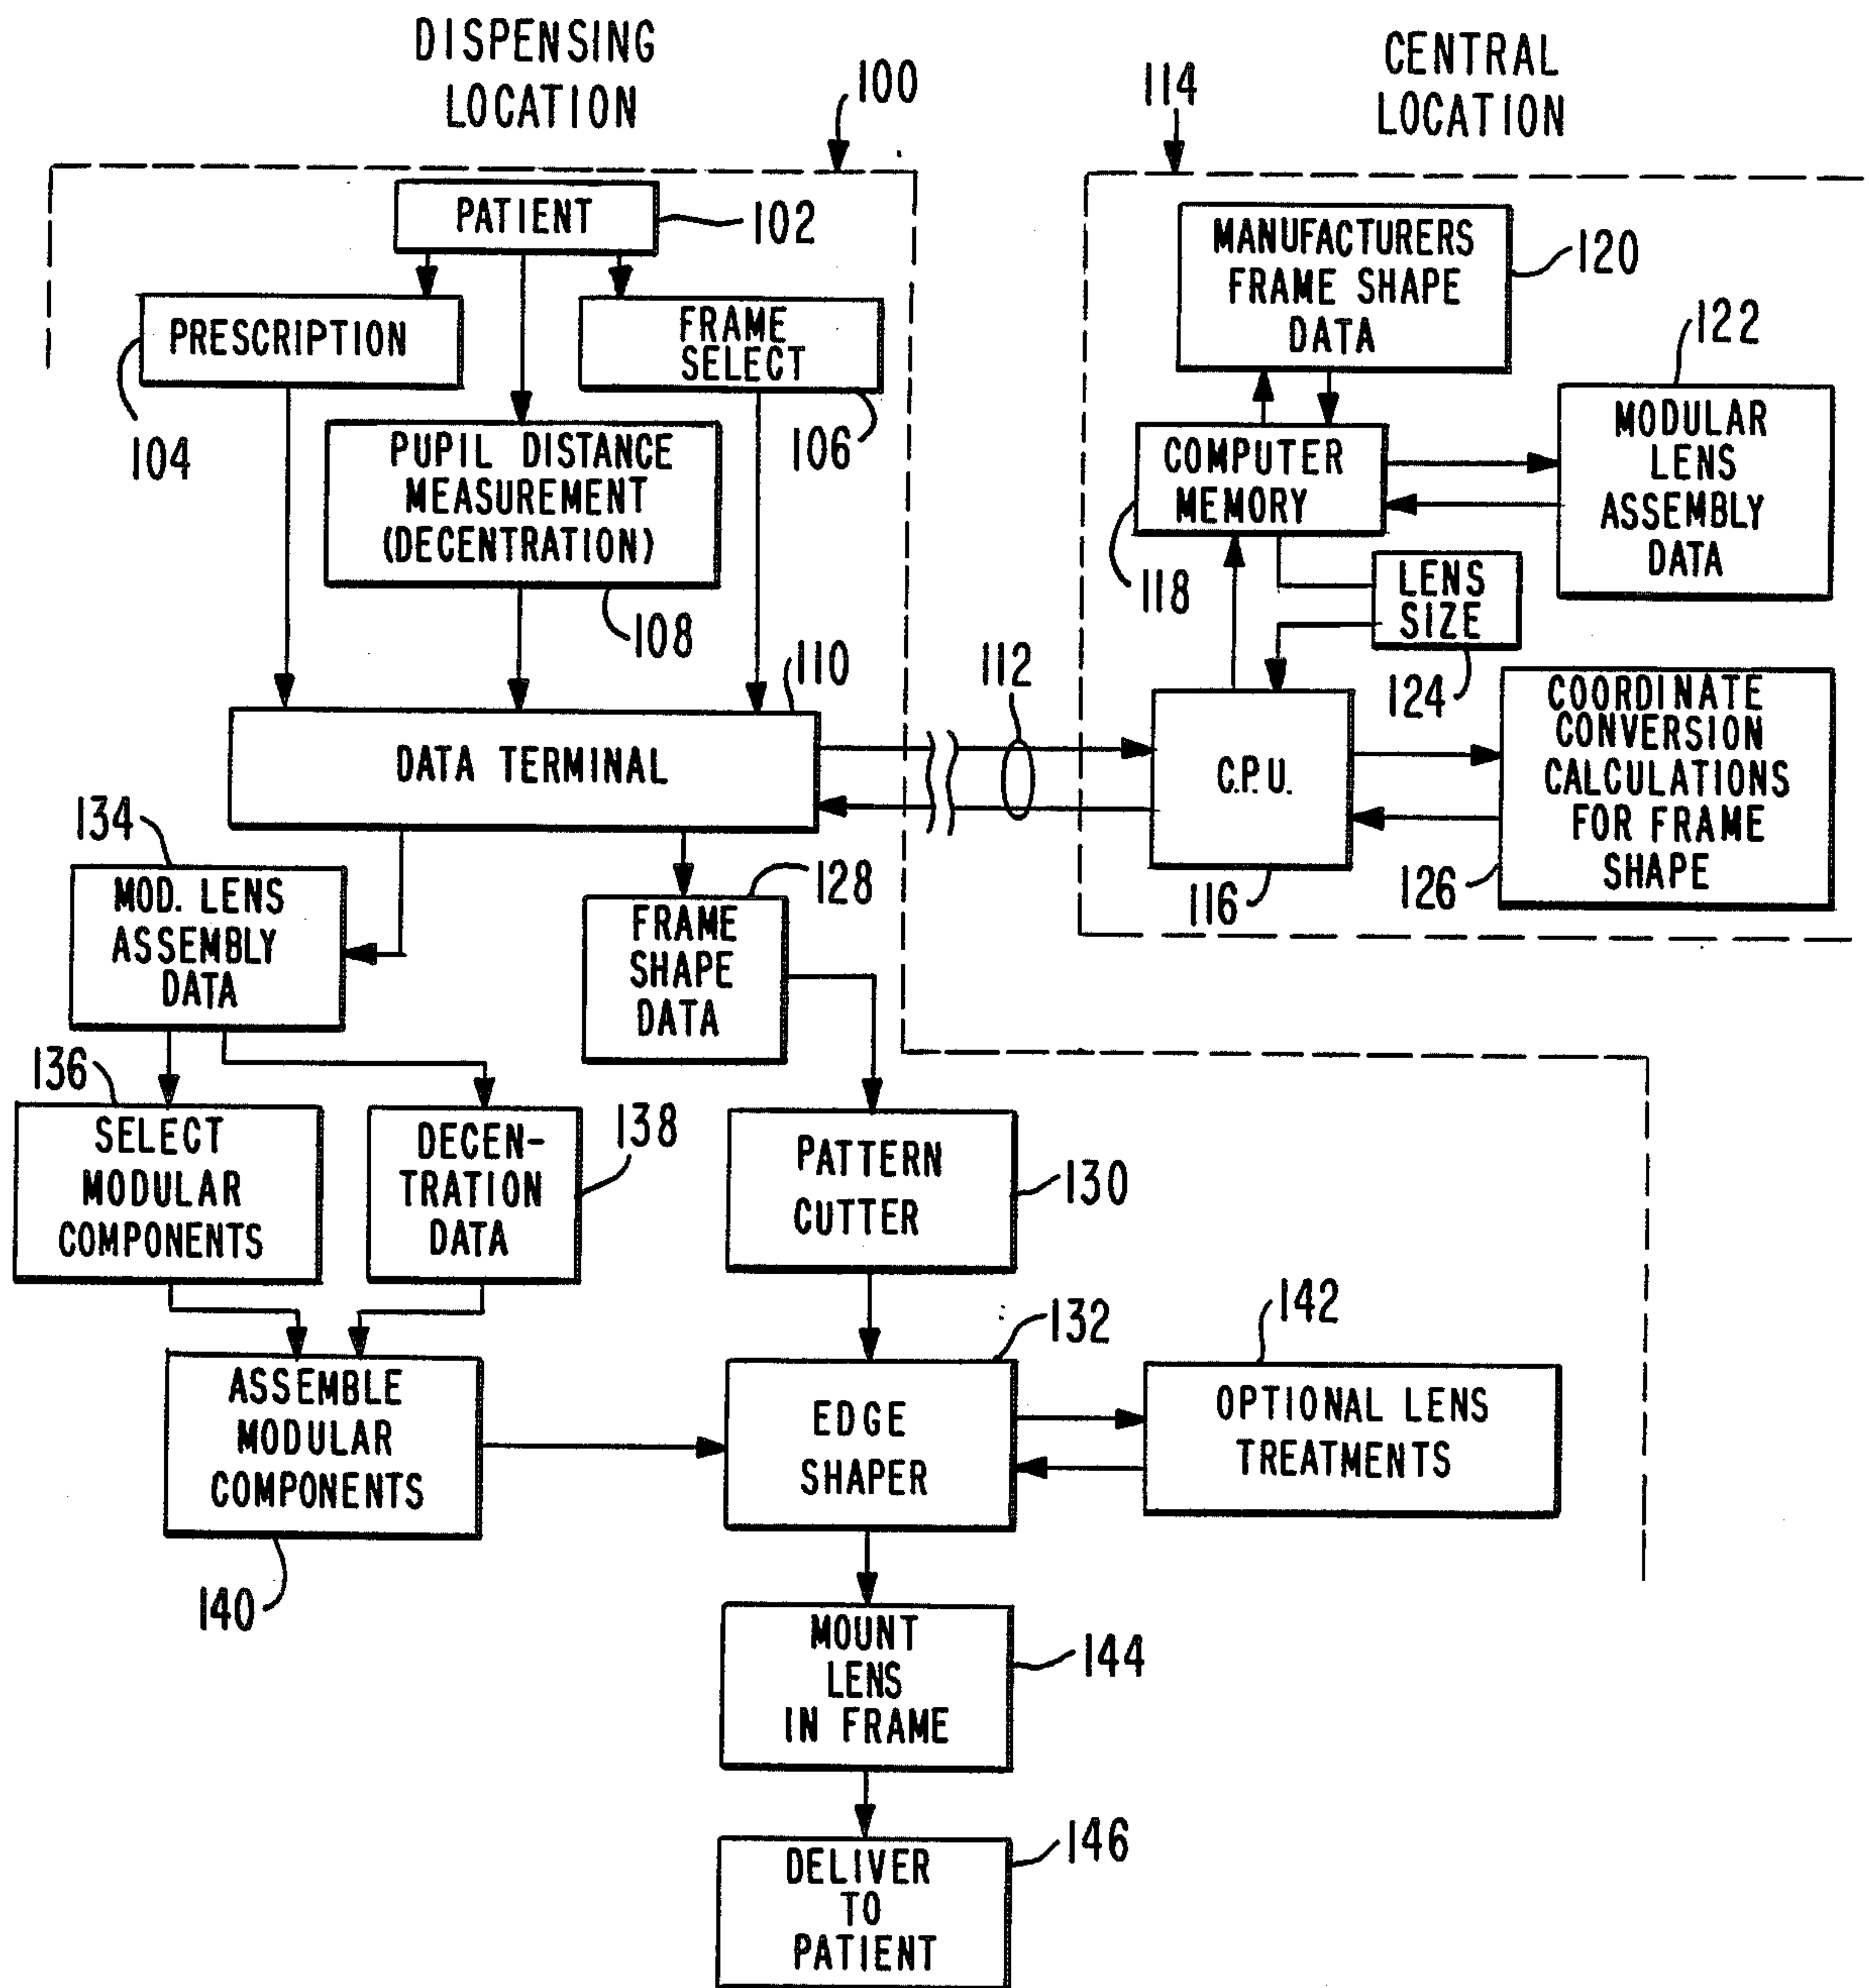 DISPENSING
LOCATION
100
CENTRAL
LOCATION
114
PATIENT
102
PRESCRIPTION
104
FRAME
SELECT
106
PUPIL DISTANCE
MEASUREMENT
(DECENTRATION)
108
MANUFACTURERS
FRAME SHAPE
DATA
120
122
COMPUTER
MEMORY
118
MODULAR
LENS
ASSEMBLY
DATA
LENS
SIZE
124
110
DATA TERMINAL
112
C.P.U.
116
COORDINATE
CONVERSION
CALCULATIONS
FOR FRAME
SHAPE
126
134
MOD. LENS
ASSEMBLY
DATA
128
FRAME
SHAPE
DATA
136
SELECT
MODULAR
COMPONENTS
DECEN-
TRATION
DATA
138
PATTERN
CUTTER
130
ASSEMBLE
MODULAR
COMPONENTS
140
132
EDGE
SHAPER
142
OPTIONAL LENS
TREATMENTS
MOUNT
LENS
IN FRAME
144
DELIVER
TO
PATIENT
146